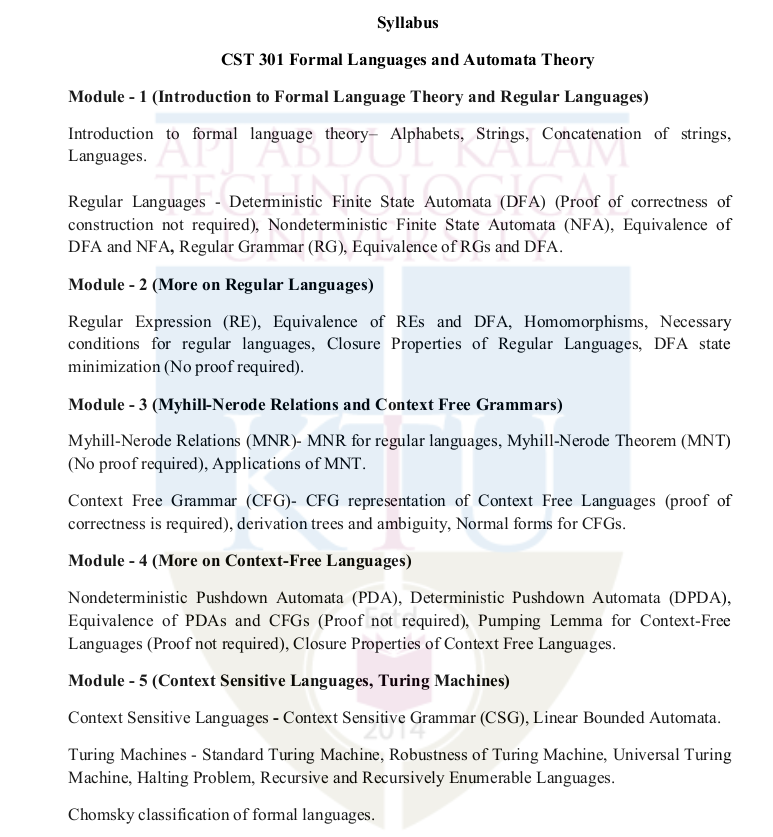 Syllabus
CST 301 Formal Languages and Automata Theory
Module - 1 (Introduction to Formal Language Theory and Regular Languages)
Introduction to formal language theory– Alphabets, Strings, Concatenation of strings,
Languages.
APJ ABDUL KALAM
TECHNOLOGICAL
UNIVERSITY
Regular Languages - Deterministic Finite State Automata (DFA) (Proof of correctness of
construction not required), Nondeterministic Finite State Automata (NFA), Equivalence of
DFA and NFA, Regular Grammar (RG), Equivalence of RGs and DFA.
Module - 2 (More on Regular Languages)
Regular Expression (RE), Equivalence of REs and DFA, Homomorphisms, Necessary
conditions for regular languages, Closure Properties of Regular Languages, DFA state
minimization (No proof required).
Module - 3 (Myhill-Nerode Relations and Context Free Grammars)
Myhill-Nerode Relations (MNR)- MNR for regular languages, Myhill-Nerode Theorem (MNT)
(No proof required), Applications of MNT.
KTU
Context Free Grammar (CFG)- CFG representation of Context Free Languages (proof of
correctness is required), derivation trees and ambiguity, Normal forms for CFGs.
Module - 4 (More on Context-Free Languages)
Nondeterministic Pushdown Automata (PDA), Deterministic Pushdown Automata (DPDA),
Estd.
Equivalence of PDAs and CFGs (Proof not required), Pumping Lemma for Context-Free
Languages (Proof not required), Closure Properties of Context Free Languages.
Module - 5 (Context Sensitive Languages, Turing Machines)
Context Sensitive Languages - Context Sensitive Grammar (CSG), Linear Bounded Automata.
2014
Turing Machines - Standard Turing Machine, Robustness of Turing Machine, Universal Turing
Machine, Halting Problem, Recursive and Recursively Enumerable Languages.
Chomsky classification of formal languages.